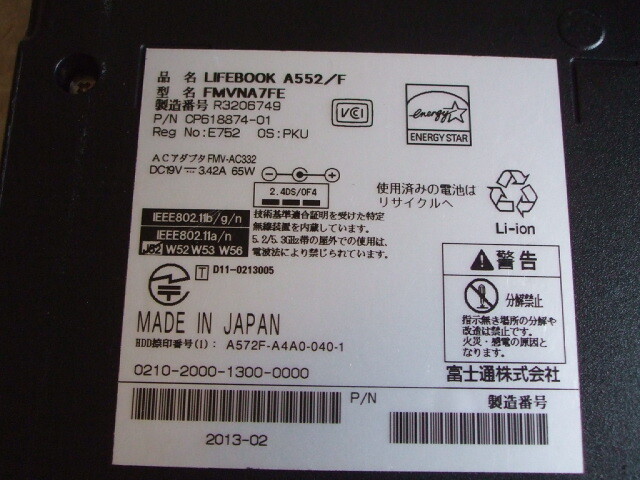 品 名 LIFEBOOK A552/F
型 名 FMVNA7FE
製造番号 R3206749
P/N CP618874-01
Reg No:E752 OS:PKU
VCI
energy
ENERGY STAR
ACアダプタ FMV-AC332
DC19V 3.42A 65W
2.4DS/OF4
使用済みの電池は
リサイクルへ
Li-ion
IEEE802.11b/g/n
IEEE802.11a/n
J52 W52 W53 W56
技術基準適合証明を受けた特定
無線装置を内蔵しています。
5.2/5.3GHz帯の屋外での使用は、
電波法により禁じられています。
T D11-0213005
警告
分解禁止
指示無き場所の分解や
改造は禁止です。
火災・感電の原因と
なります。
MADE IN JAPAN
HDD捺印番号(1): A572F-A4A0-040-1
0210-2000-1300-0000
富士通株式会社
P/N
製造番号
2013-02